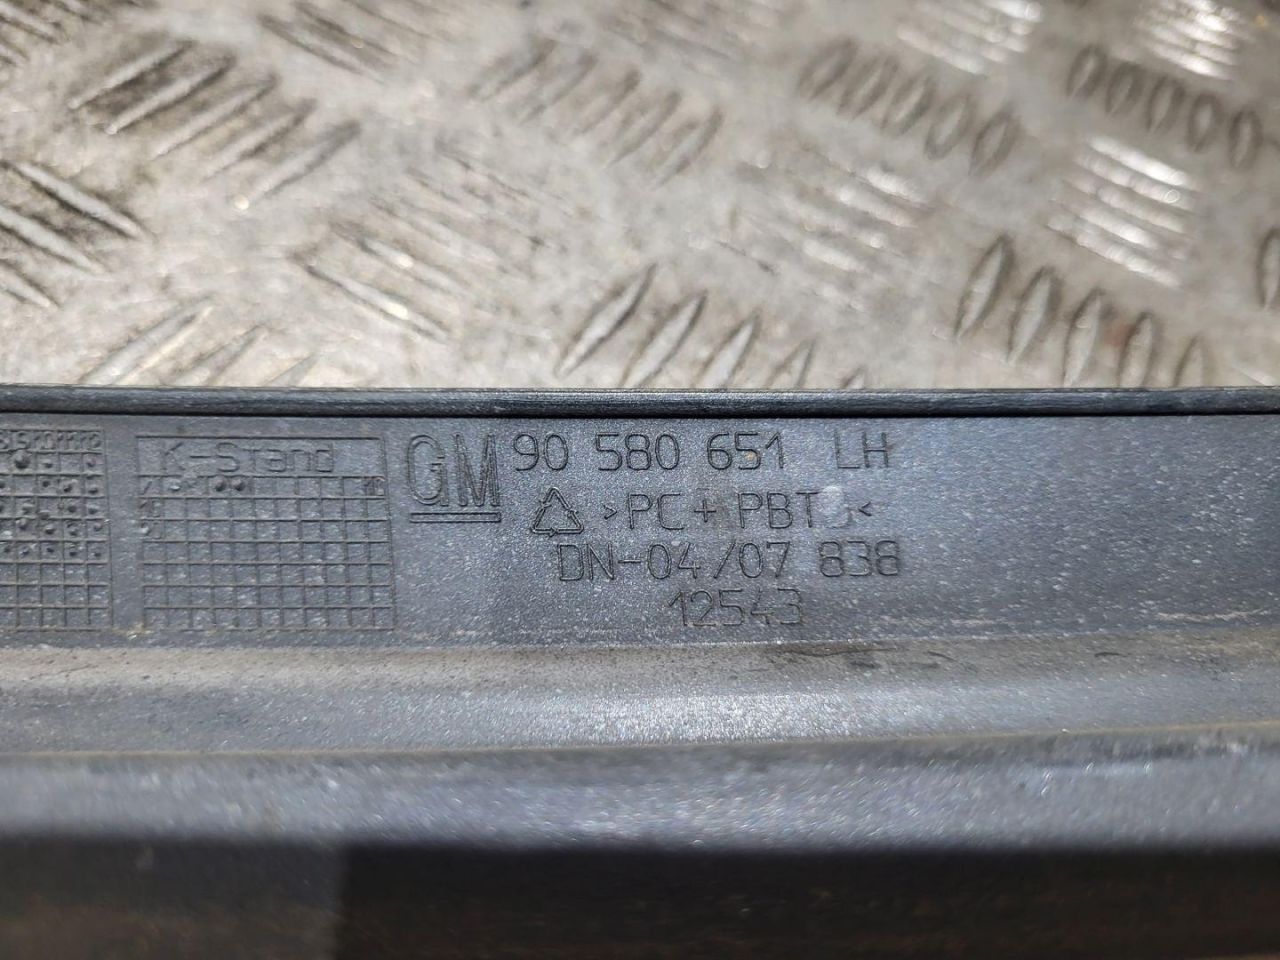 K-Stand
GM 90 580 651 LH
>PC+PBT<
DN-04/07 838
12543